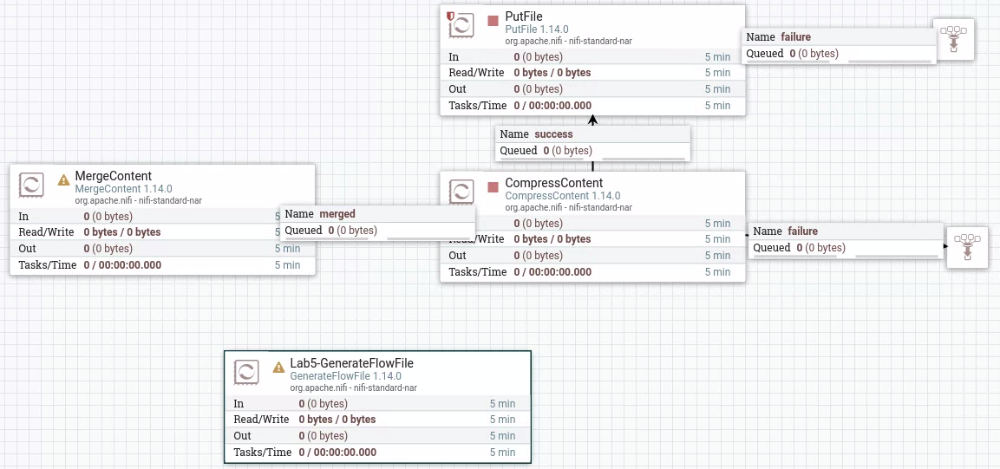 PutFile
PutFile 1.14.0
org.apache.nifi - nifi-standard-nar
In 0 (0 bytes) 5 min
Read/Write 0 bytes / 0 bytes 5 min
Out 0 (0 bytes) 5 min
Tasks/Time 0 / 00:00:00.000 5 min
Name failure
Queued 0 (0 bytes)
Name success
Queued 0 (0 bytes)
MergeContent
MergeContent 1.14.0
org.apache.nifi - nifi-standard-nar
In 0 (0 bytes) 5
Read/Write 0 bytes / 0 bytes 5
Out 0 (0 bytes) 5 min
Tasks/Time 0 / 00:00:00.000 5 min
Name merged
Queued 0 (0 bytes)
CompressContent
CompressContent 1.14.0
org.apache.nifi - nifi-standard-nar
0 (0 bytes) 5 min
Read/Write 0 bytes / 0 bytes 5 min
Out 0 (0 bytes) 5 min
Tasks/Time 0 / 00:00:00.000 5 min
Name failure
Queued 0 (0 bytes)
Lab5-GenerateFlowFile
GenerateFlowFile 1.14.0
org.apache.nifi - nifi-standard-nar
In 0 (0 bytes) 5 min
Read/Write 0 bytes / 0 bytes 5 min
Out 0 (0 bytes) 5 min
Tasks/Time 0 / 00:00:00.000 5 min